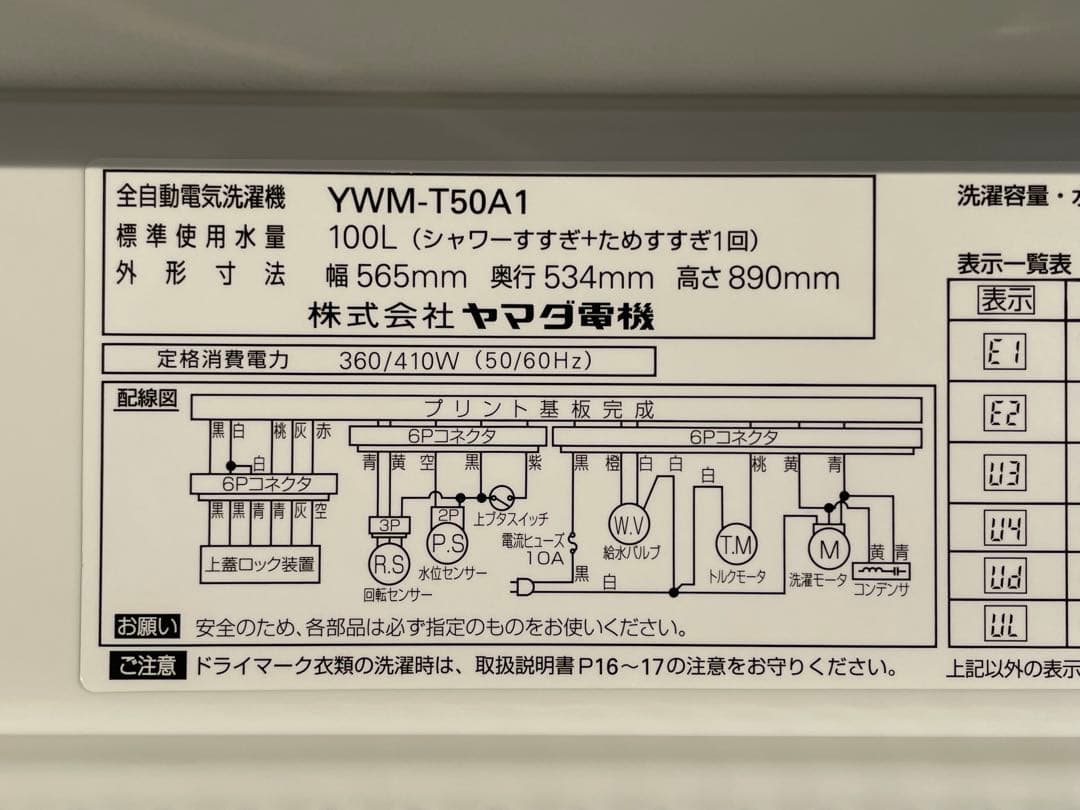 全自動電気洗濯機 YWM-T50A1
標準使用水量 100L（シャワーすすぎ+ためすすぎ1回）
外形寸法 幅565mm 奥行534mm 高さ890mm
株式会社ヤマダ電機
定格消費電力 360/410W（50/60Hz）
配線図
プリント基板完成
6Pコネクタ 6Pコネクタ
黒 白 桃 灰 赤
白
青 黄 空 黒 紫
黒 橙 白 白 白 桃 黄 青
6Pコネクタ
黒 黒 青 青 灰 空
上蓋ロック装置
3P 2P 上ブタスイッチ
R.S P.S W.V T.M M
回転センサー 水位センサー
電流ヒューズ
10A
給水バルブ
トルクモータ 洗濯モータ
黄 青
コンデンサ
黒 白
お願い 安全のため、各部品は必ず指定のものをお使いください。
ご注意 ドライマーク衣類の洗濯時は、取扱説明書P16～17の注意をお守りください。
洗濯容量・
表示一覧表
表示
E1
E2
U3
U4
Ud
UL
上記以外の表示